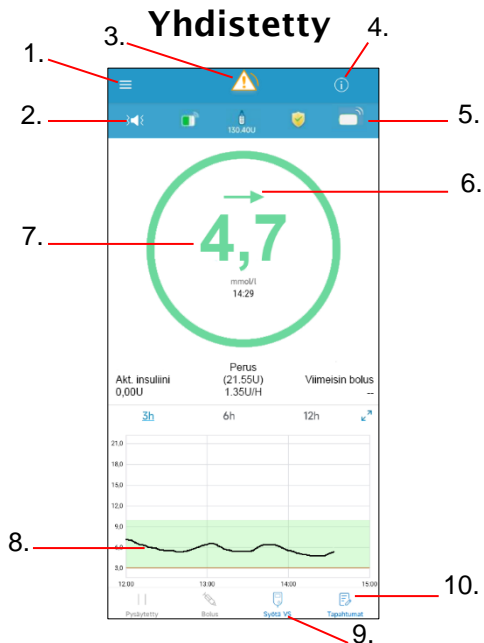 Yhdistetty
1.
2.
3.
4.
5.
6.
7.
8.
9.
10.
130.40U
4,7
mmol/l
14:29
Akt. insuliini
0,00U
Perus
(21.55U)
1.35U/H
Viimeisin bolus
--
3h 6h 12h
21,0
18,0
15,0
12,0
9,0
6,0
3,0
12:00 13:00 14:00 15:00
Pysäytetty Bolus Syötä VS Tapahtumat